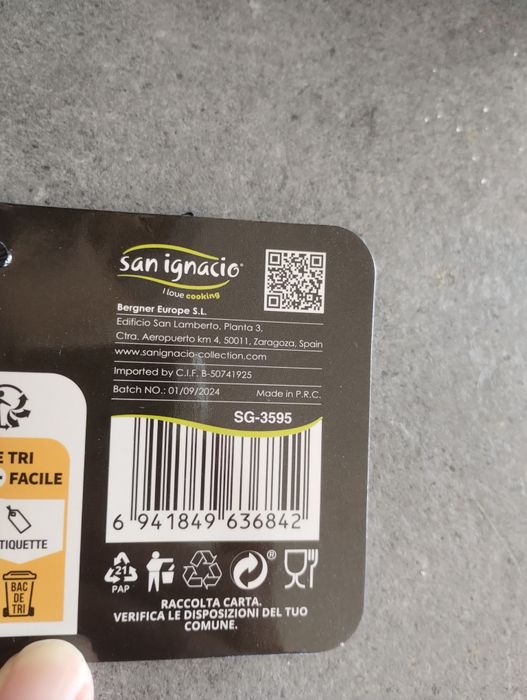 san ignacio®
I love cooking
Bergner Europe S.L.
Edificio San Lamberto, Planta 3,
Ctra. Aeropuerto km 4, 50011, Zaragoza, Spain
www.sanignacio-collection.com
Imported by C.I.F. B-50741925
Batch NO.: 01/09/2024 Made in P.R.C.
SG-3595
6 941849 636842
21
PAP
®
RACCOLTA CARTA.
VERIFICA LE DISPOSIZIONI DEL TUO
COMUNE.
E TRI
FACILE
TIQUETTE
BAC
DE
TRI